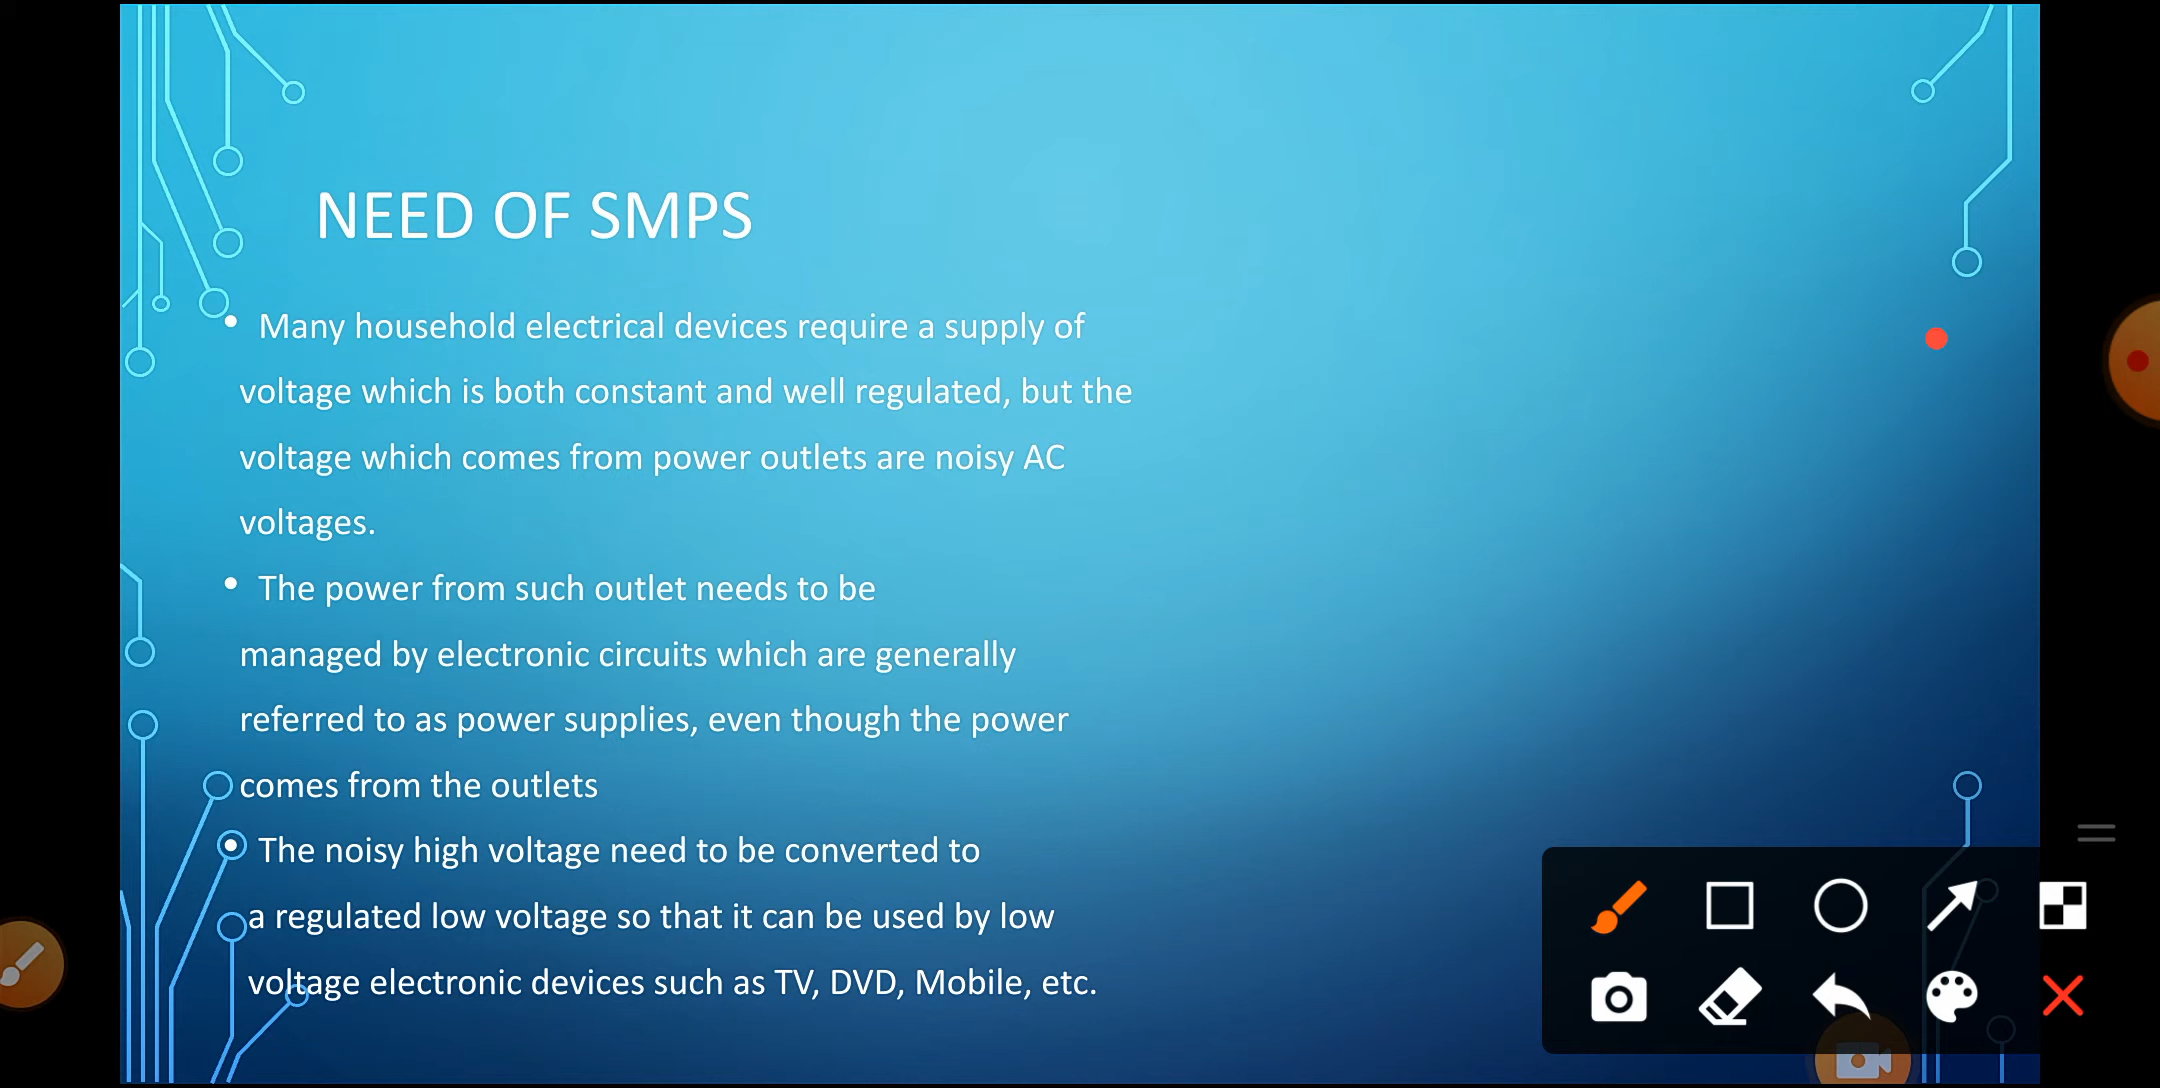 NEED OF SMPS
• Many household electrical devices require a supply of
voltage which is both constant and well regulated, but the
voltage which comes from power outlets are noisy AC
voltages.
• The power from such outlet needs to be
managed by electronic circuits which are generally
referred to as power supplies, even though the power
comes from the outlets
• The noisy high voltage need to be converted to
a regulated low voltage so that it can be used by low
voltage electronic devices such as TV, DVD, Mobile, etc.